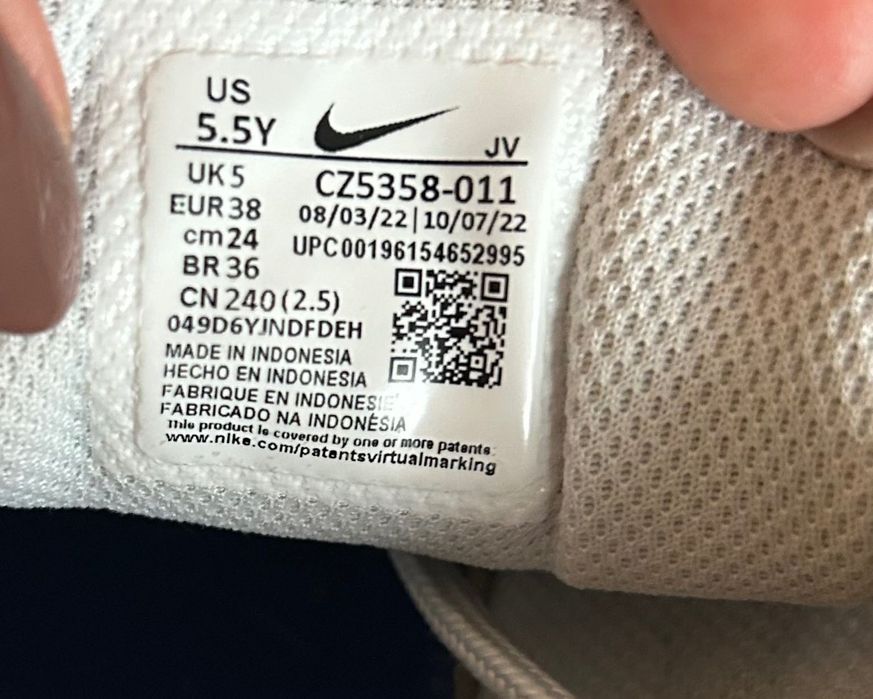 US
5.5Y
JV
UK 5
CZ5358-011
EUR 38
08/03/22|10/07/22
cm 24
UPC00196154652995
BR 36
CN 240 (2.5)
049D6YJNDFDEH
MADE IN INDONESIA
HECHO EN INDONESIA
FABRIQUE EN INDONESIE
FABRICADO NA INDONÉSIA
This product is covered by one or more patents:
www.nike.com/patentsvirtualmarking